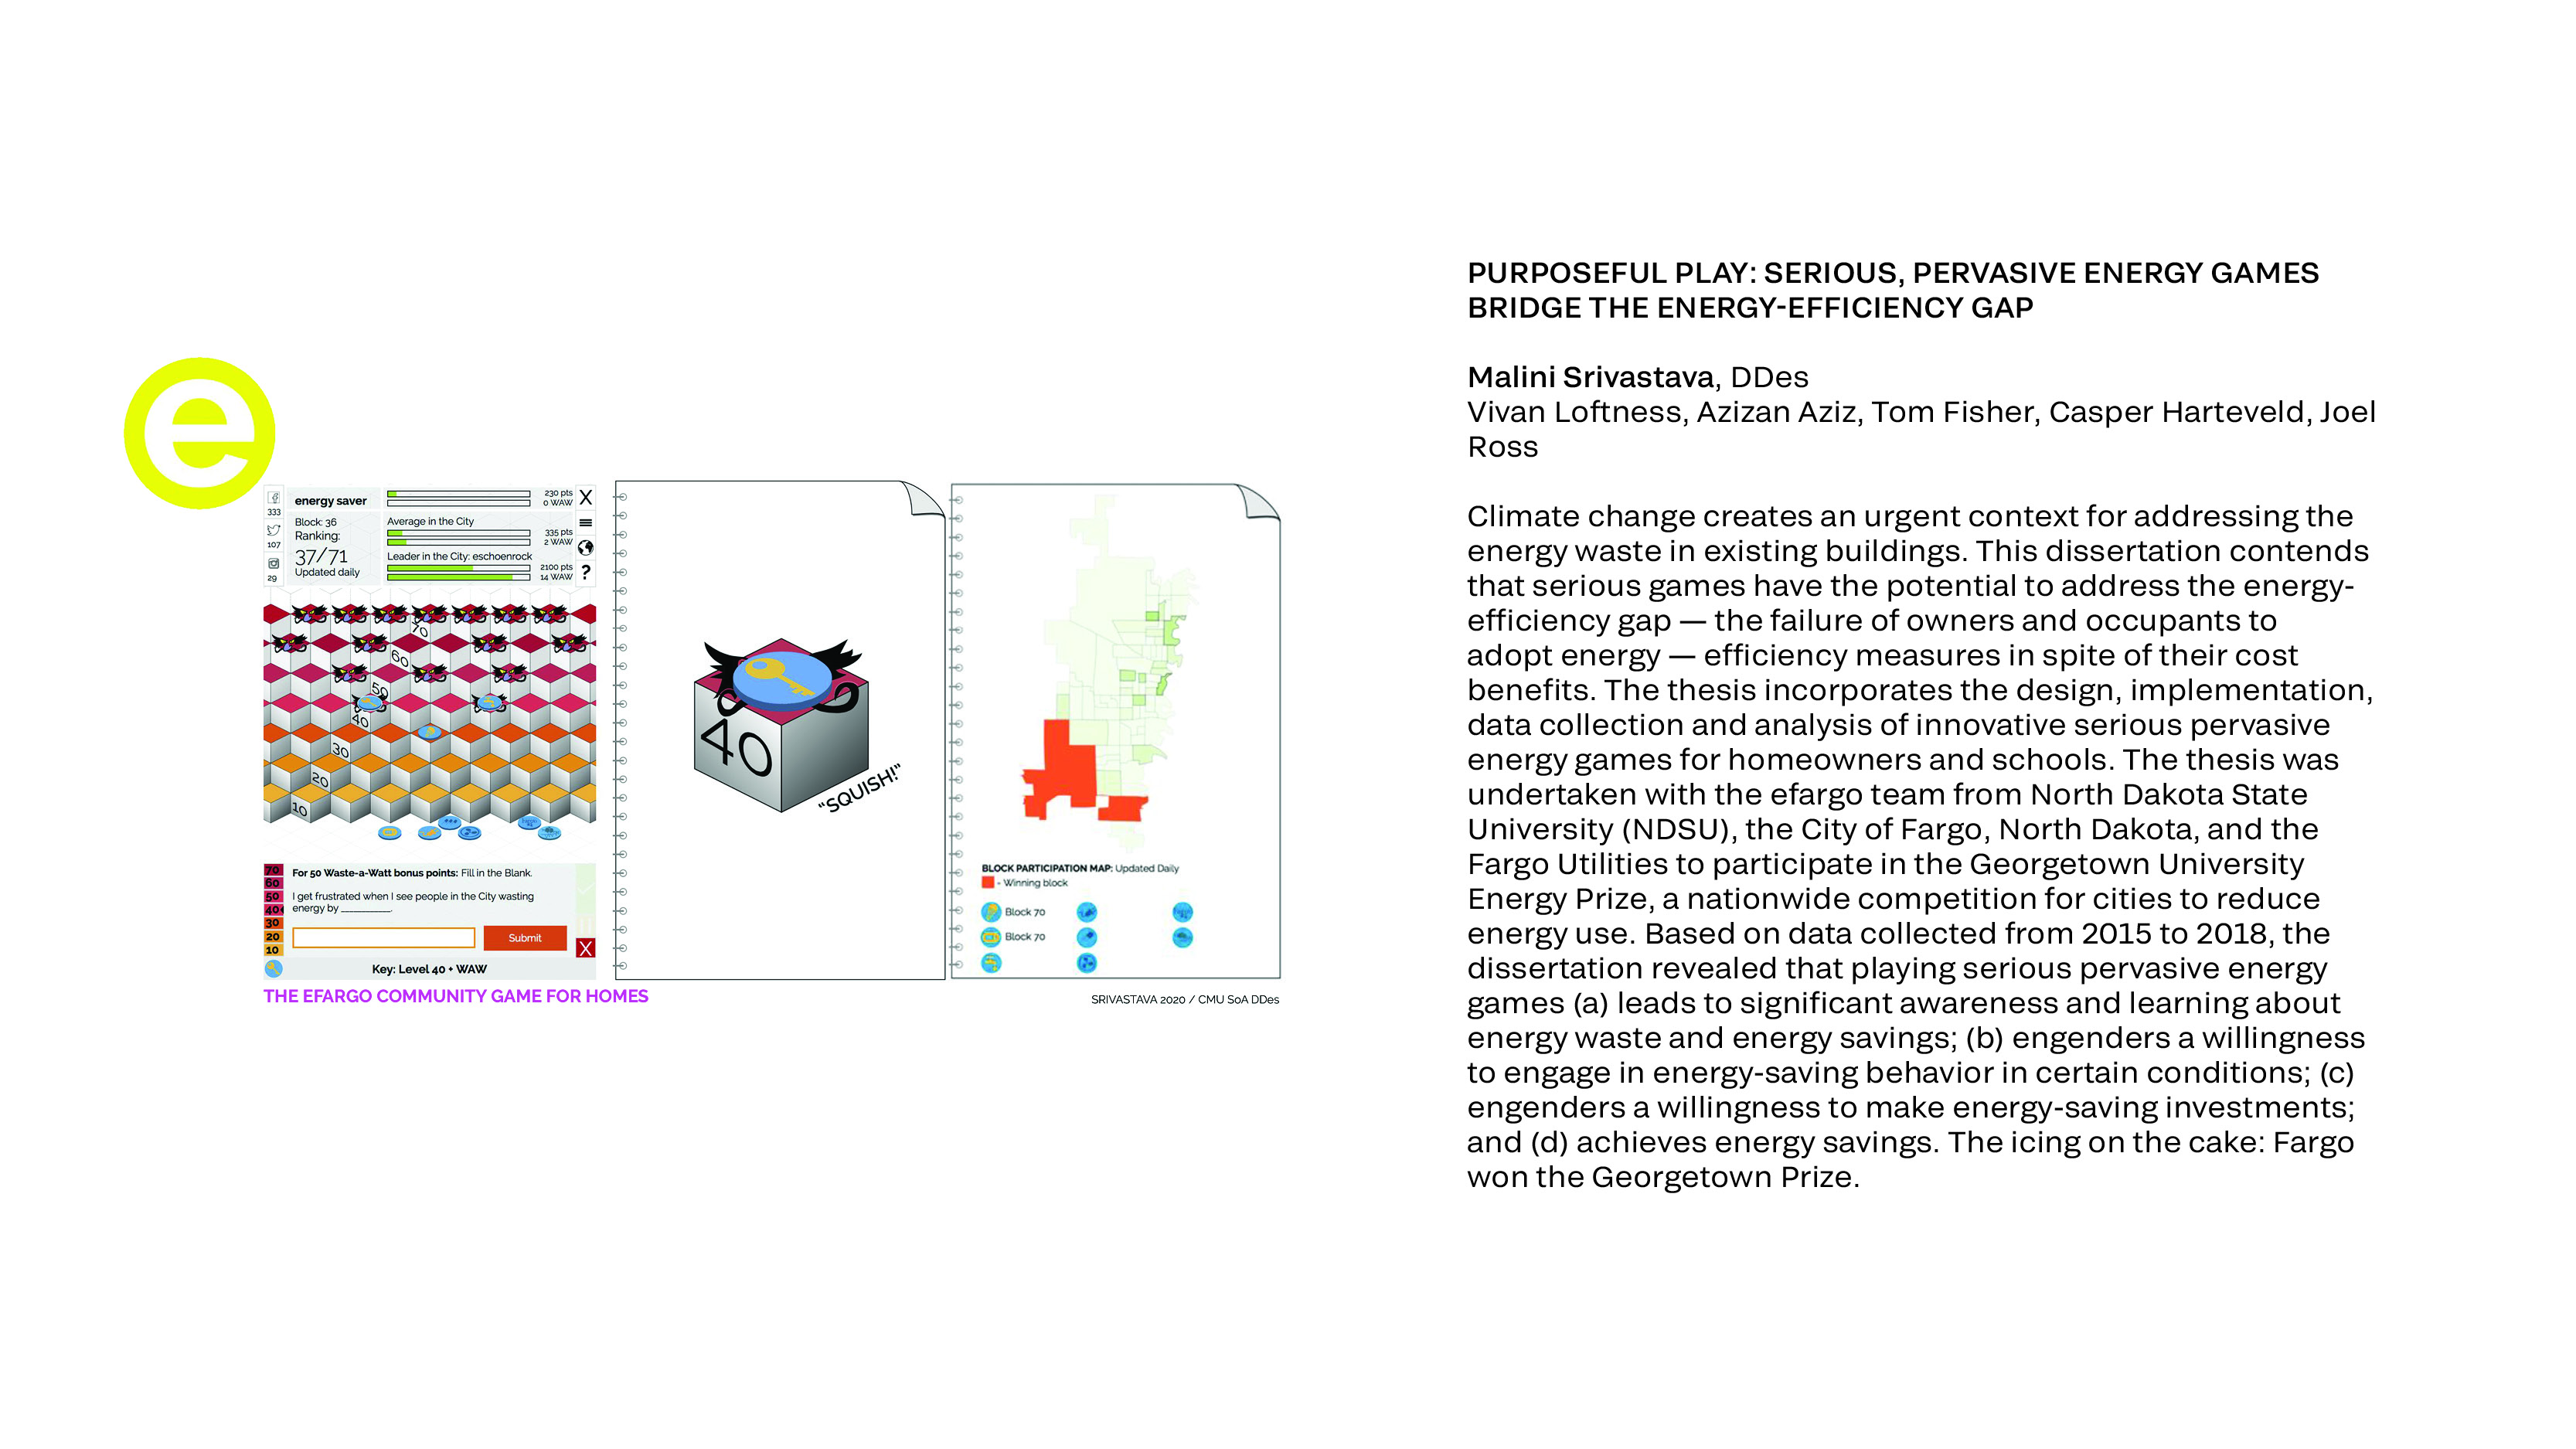 PURPOSEFUL PLAY: SERIOUS, PERVASIVE ENERGY GAMES
BRIDGE THE ENERGY-EFFICIENCY GAP
Malini Srivastava, DDes
Vivan Loftness, Azizan Aziz, Tom Fisher, Casper Harteveld, Joel
Ross
Climate change creates an urgent context for addressing the
energy waste in existing buildings. This dissertation contends
that serious games have the potential to address the energy-
efficiency gap — the failure of owners and occupants to
adopt energy — efficiency measures in spite of their cost
benefits. The thesis incorporates the design, implementation,
data collection and analysis of innovative serious pervasive
energy games for homeowners and schools. The thesis was
undertaken with the efargo team from North Dakota State
University (NDSU), the City of Fargo, North Dakota, and the
Fargo Utilities to participate in the Georgetown University
Energy Prize, a nationwide competition for cities to reduce
energy use. Based on data collected from 2015 to 2018, the
dissertation revealed that playing serious pervasive energy
games (a) leads to significant awareness and learning about
energy waste and energy savings; (b) engenders a willingness
to engage in energy-saving behavior in certain conditions; (c)
engenders a willingness to make energy-saving investments;
and (d) achieves energy savings. The icing on the cake: Fargo
won the Georgetown Prize.
e
333
107
29
energy saver
Block: 36
Ranking:
37/71
Updated daily
230 pts
0 WAW
Average in the City
335 pts
2 WAW
Leader in the City: eschoenrock
2100 pts
14 WAW
X
?
70
60
50
40
30
20
10
70
60
50
40
30
20
10
For 50 Waste-a-Watt bonus points: Fill in the Blank.
I get frustrated when I see people in the City wasting
energy by __________.
Submit
X
Key: Level 40 + WAW
40
"SQUISH!"
BLOCK PARTICIPATION MAP: Updated Daily
- Winning block
Block 70
Block 70
THE EFARGO COMMUNITY GAME FOR HOMES
SRIVASTAVA 2020 / CMU SoA DDes